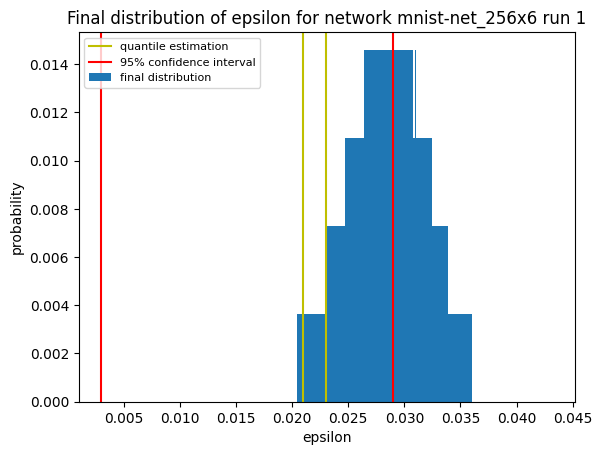 Final distribution of epsilon for network mnist-net_256x6 run 1
quantile estimation
95% confidence interval
final distribution
probability
0.014
0.012
0.010
0.008
0.006
0.004
0.002
0.000
0.005 0.010 0.015 0.020 0.025 0.030 0.035 0.040 0.045
epsilon